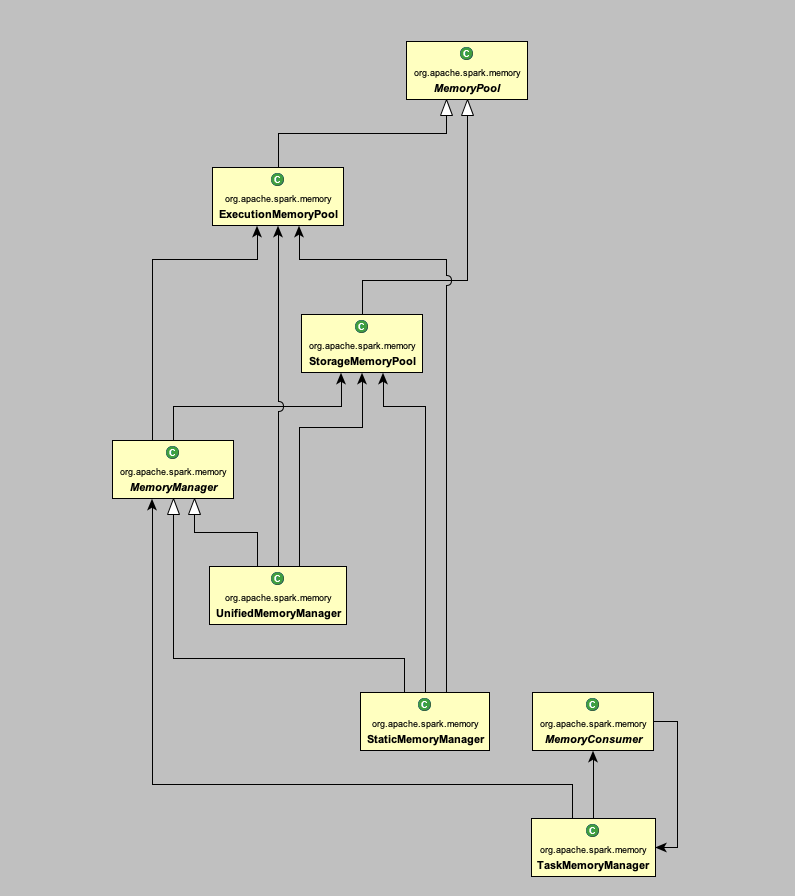 C
org.apache.spark.memory
MemoryPool
C
org.apache.spark.memory
ExecutionMemoryPool
C
org.apache.spark.memory
StorageMemoryPool
C
org.apache.spark.memory
MemoryManager
C
org.apache.spark.memory
UnifiedMemoryManager
C
org.apache.spark.memory
StaticMemoryManager
C
org.apache.spark.memory
MemoryConsumer
C
org.apache.spark.memory
TaskMemoryManager